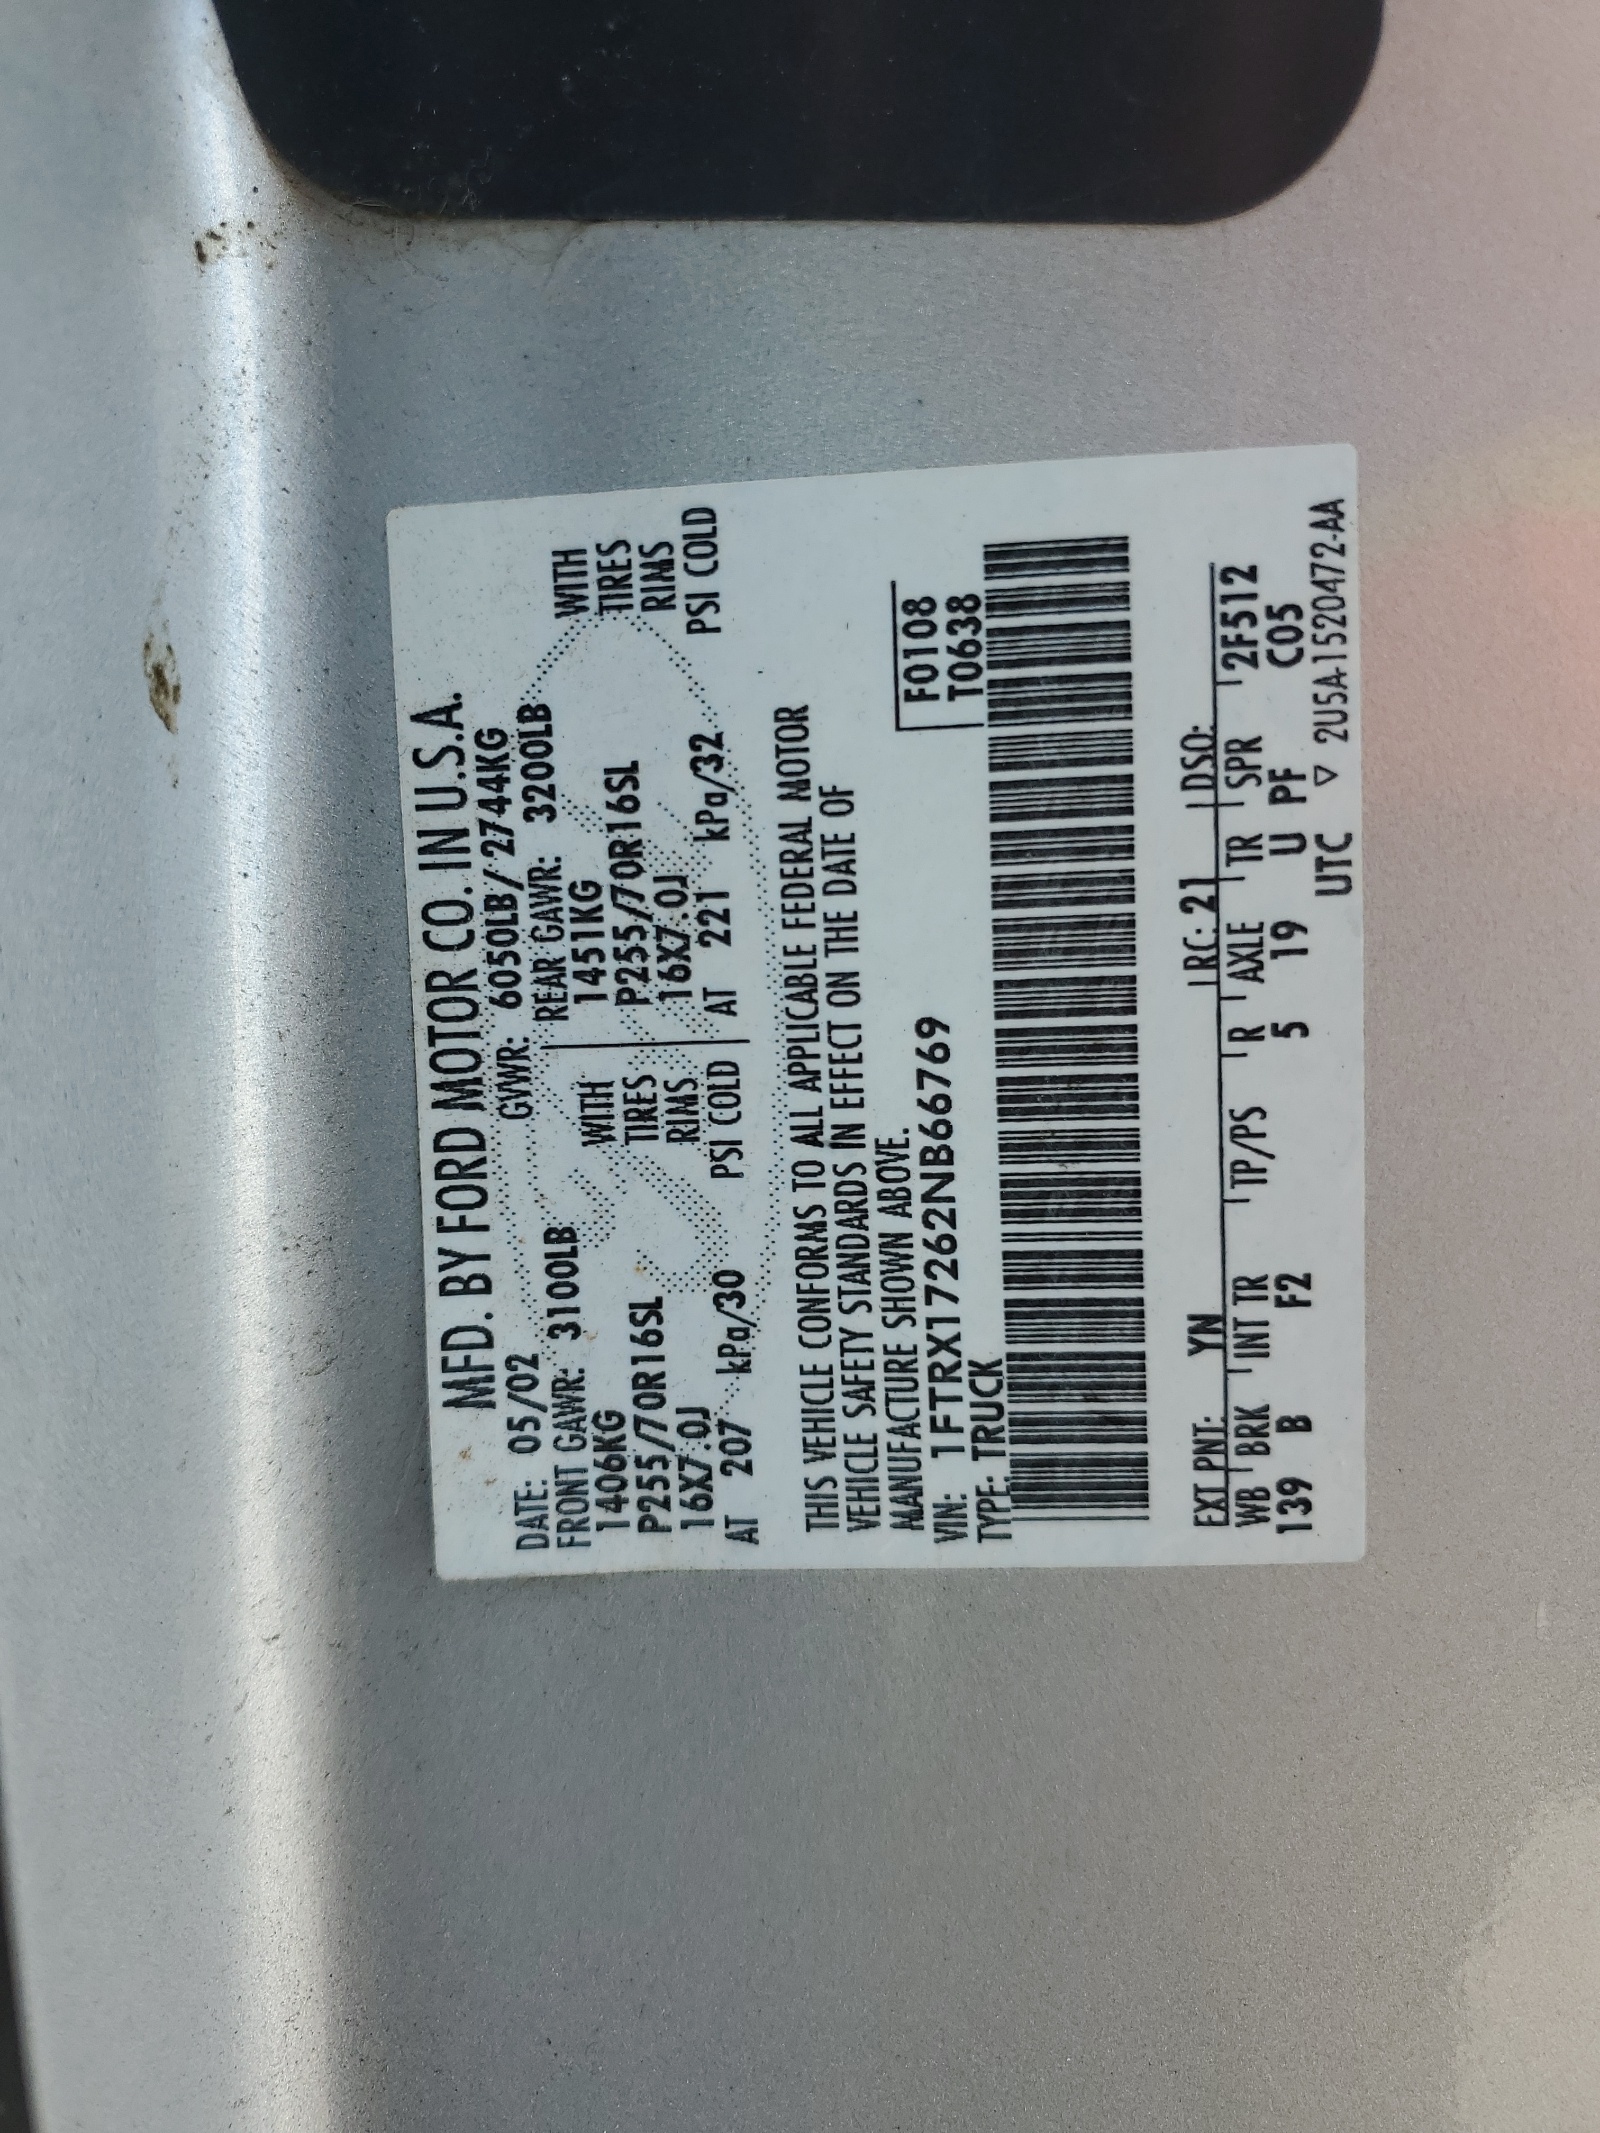 MFD. BY FORD MOTOR CO. IN U.S.A.
DATE: 05/02 GVWR: 6050LB/2744KG
FRONT GAWR: 3100LB REAR GAWR: 3200LB
1406KG WITH 1451KG WITH
P255/70R16SL TIRES P255/70R16SL TIRES
16X7.0J RIMS 16X7.0J RIMS
AT 207 kPa/30 PSI COLD AT 221 kPa/32 PSI COLD
THIS VEHICLE CONFORMS TO ALL APPLICABLE FEDERAL MOTOR
VEHICLE SAFETY STANDARDS IN EFFECT ON THE DATE OF
MANUFACTURE SHOWN ABOVE.
VIN: 1FTRX17262NB66769 F0108
TYPE: TRUCK T0638
EXT PNT: YN RC: 21 DSO:
WB BRK INT TR TP/PS R AXLE TR SPR 2F512
139 B F2 5 19 U PF C05
UTC ▽ 2U5A-1520472-AA